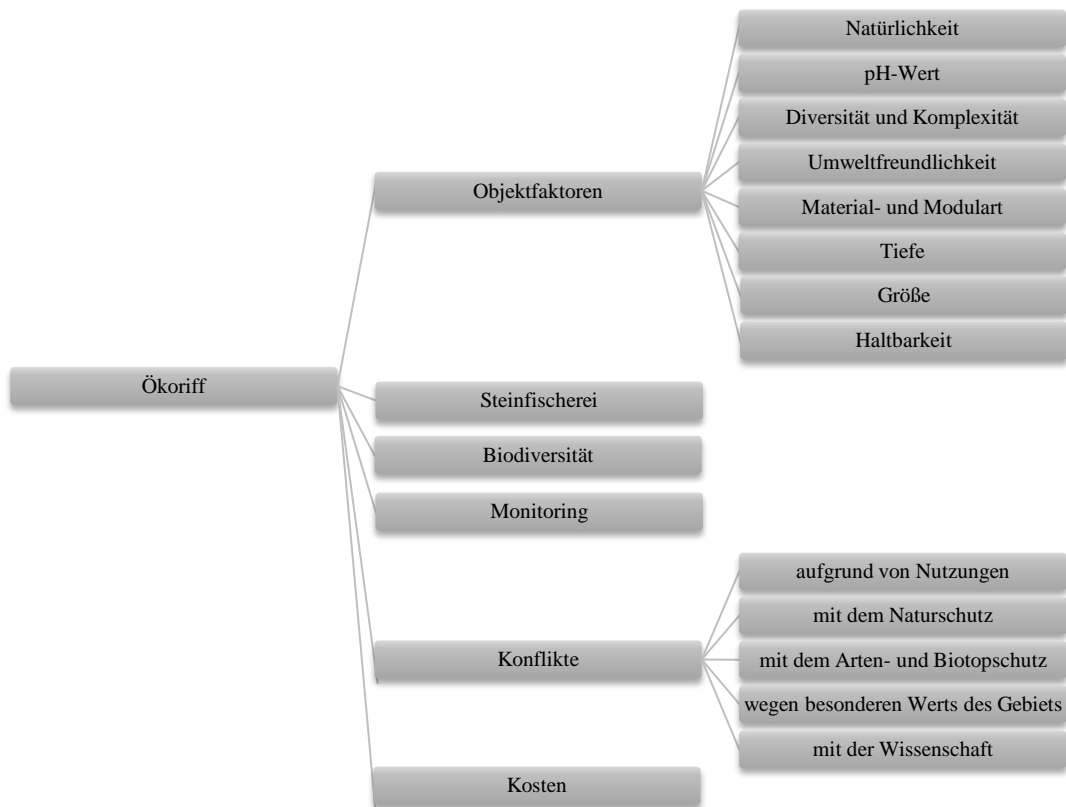 Ökoriff
Objektfaktoren
Natürlichkeit
pH-Wert
Diversität und Komplexität
Umweltfreundlichkeit
Material- und Modulart
Tiefe
Größe
Haltbarkeit
Steinfischerei
Biodiversität
Monitoring
Konflikte
aufgrund von Nutzungen
mit dem Naturschutz
mit dem Arten- und Biotopschutz
wegen besonderen Werts des Gebiets
mit der Wissenschaft
Kosten